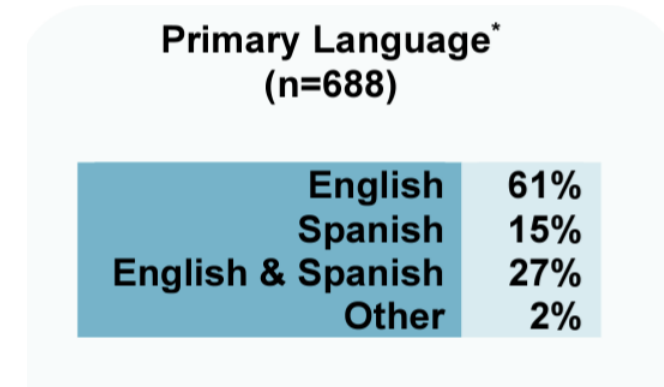 Primary Language*
(n=688)
English 61%
Spanish 15%
English & Spanish 27%
Other 2%